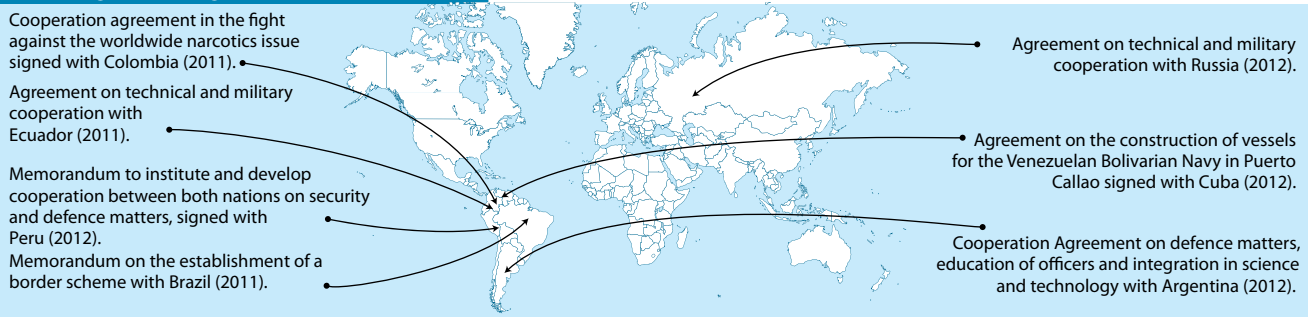 Cooperation agreement in the fight
against the worldwide narcotics issue
signed with Colombia (2011).
Agreement on technical and military
cooperation with
Ecuador (2011).
Memorandum to institute and develop
cooperation between both nations on security
and defence matters, signed with
Peru (2012).
Memorandum on the establishment of a
border scheme with Brazil (2011).
Agreement on technical and military
cooperation with Russia (2012).
Agreement on the construction of vessels
for the Venezuelan Bolivarian Navy in Puerto
Callao signed with Cuba (2012).
Cooperation Agreement on defence matters,
education of officers and integration in science
and technology with Argentina (2012).